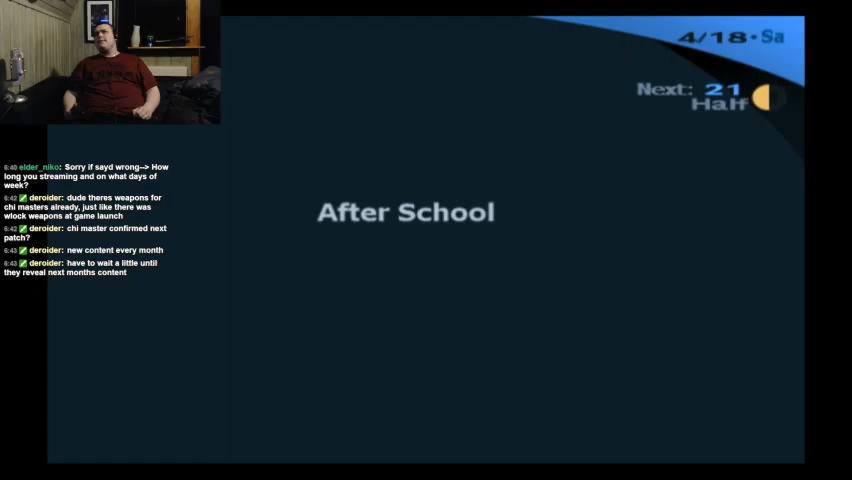 4/18・Sa
Next: 21
Half
After School
6:40 elder_niko: Sorry if sayd wrong--> How
long you streaming and on what days of
week?
6:42 deroider: dude theres weapons for
chi masters already, just like there was
wlock weapons at game launch
6:42 deroider: chi master confirmed next
patch?
6:43 deroider: new content every month
6:43 deroider: have to wait a little until
they reveal next months content